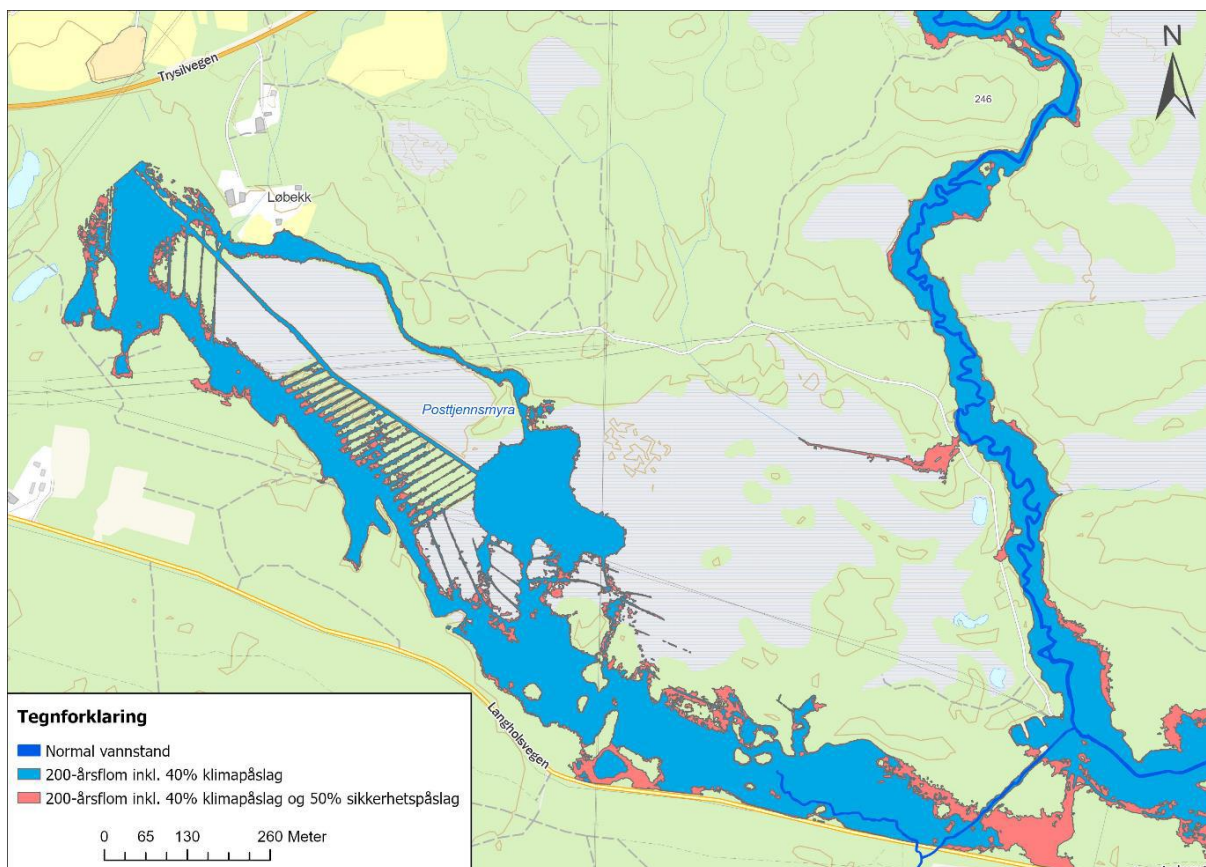 Trysilvegen
246
N
Løbekk
Posttjennsmyra
Langholsvegen
Tegnforklaring
Normal vannstand
200-årsflom inkl. 40% klimapåslag
200-årsflom inkl. 40% klimapåslag og 50% sikkerhetspåslag
0 65 130 260 Meter